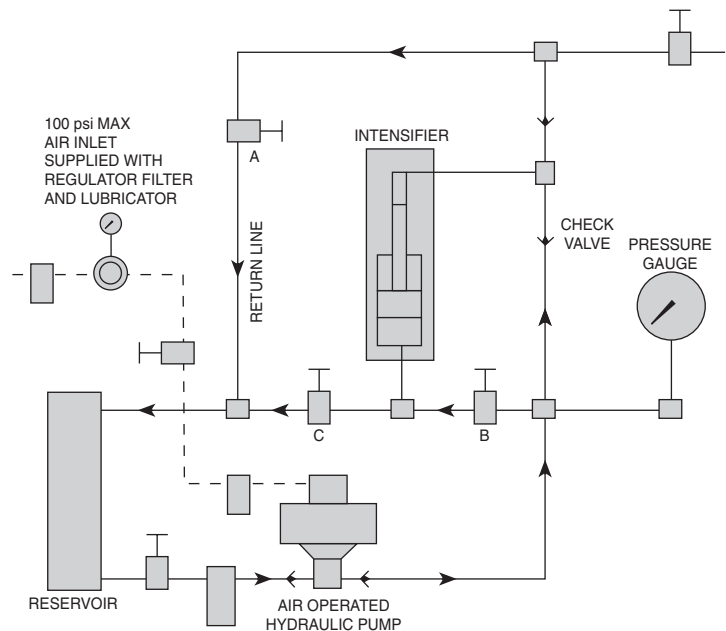 100 psi MAX
AIR INLET
SUPPLIED WITH
REGULATOR FILTER
AND LUBRICATOR
A
INTENSIFIER
RETURN LINE
CHECK
VALVE
PRESSURE
GAUGE
C
B
RESERVOIR
AIR OPERATED
HYDRAULIC PUMP